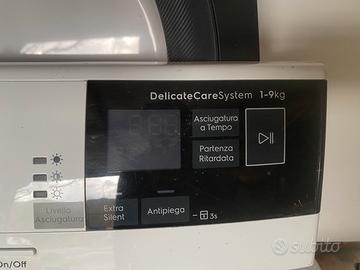 DelicateCareSystem 1-9kg
Asciugatura
a Tempo
Partenza
Ritardata
Livello
Asciugatura
Extra
Silent
Antipiega
3s
On/Off
subito